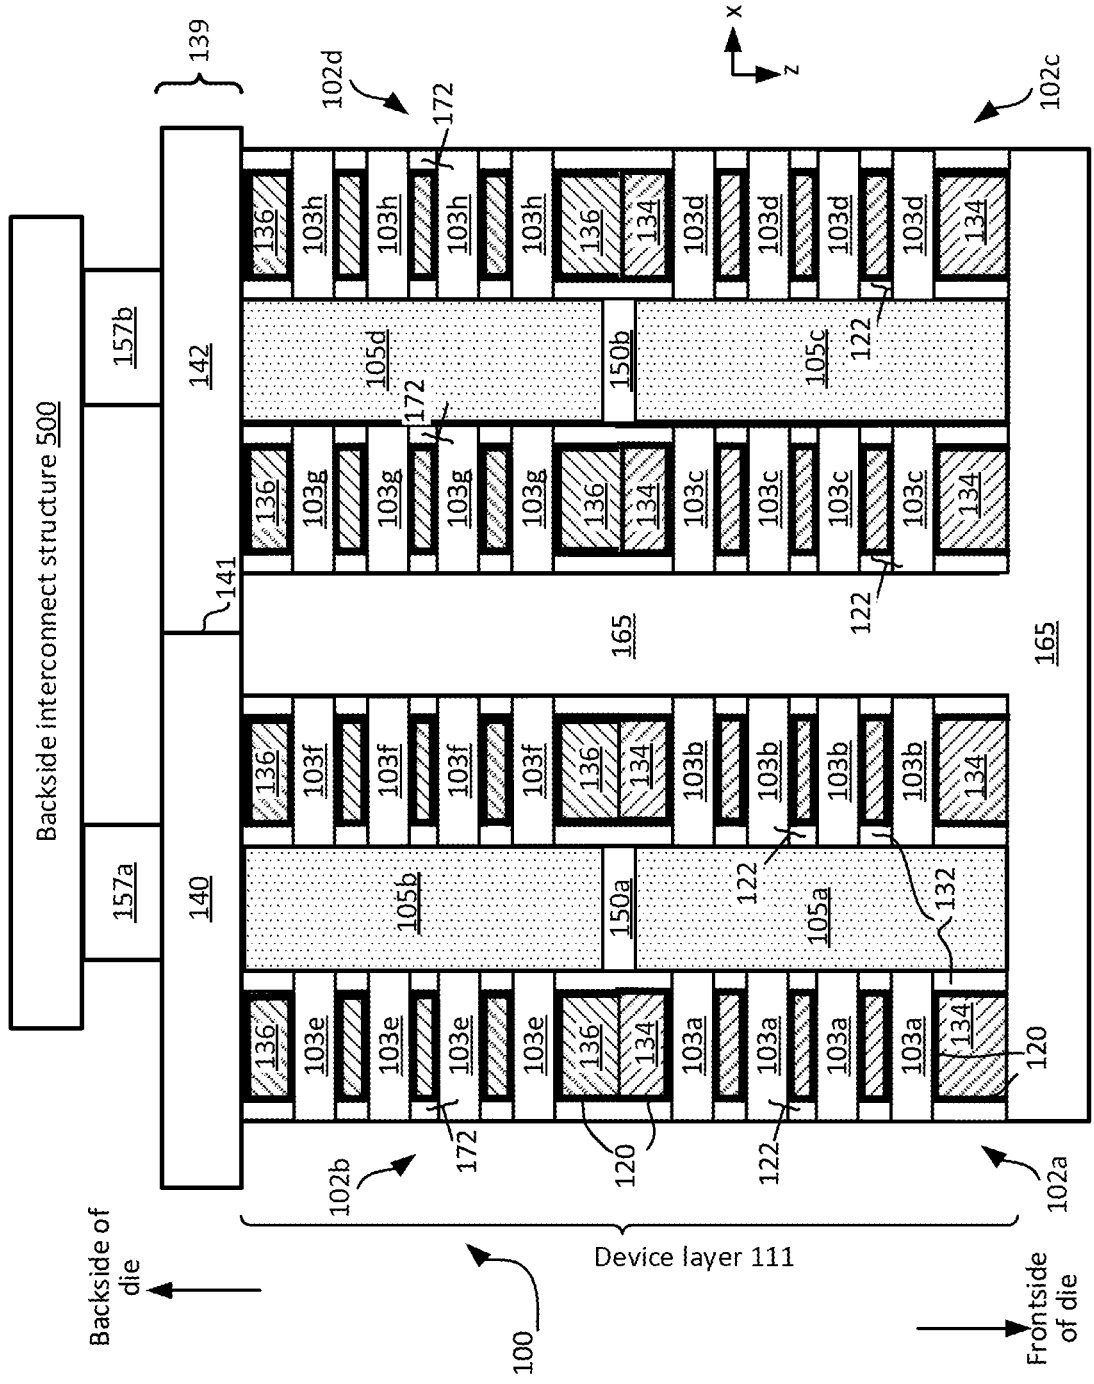 Backside interconnect structure 500
Backside of
die
157a
157b
139
140
142
141
136
136
136
136
103e
103f
103g
103h
102b
102d
103e
105b
103f
103g
105d
103h
172
172
172
103e
103f
103g
103h
100
103e
103f
103g
103h
136
136
136
136
120
150a
165
150b
134
134
134
134
Device layer 111
103a
103b
103c
103d
x
z
122
122
103a
103b
103c
103d
105a
105c
103a
103b
103c
103d
122
122
103a
103b
103c
103d
132
134
134
134
134
120
165
102a
102c
Frontside
of die